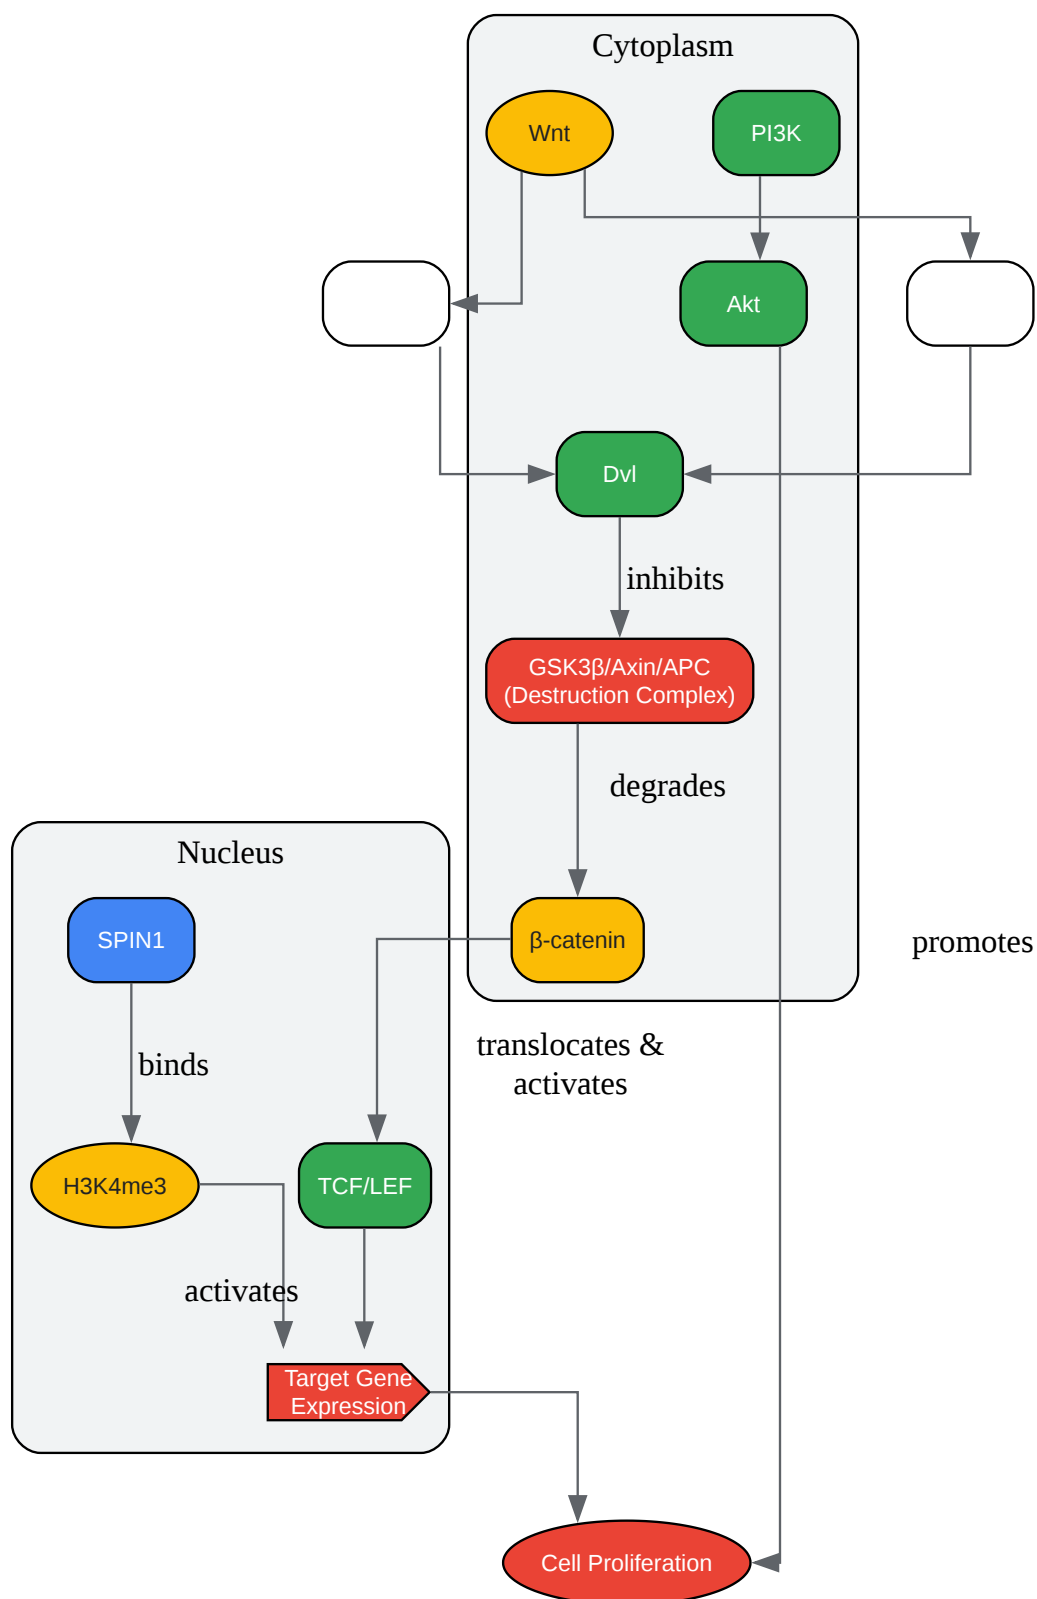 Cytoplasm
Wnt
PI3K
Akt
Dvl
inhibits
GSK3β/Axin/APC
(Destruction Complex)
degrades
Nucleus
SPIN1
β-catenin
promotes
translocates &
activates
binds
H3K4me3
TCF/LEF
activates
Target Gene
Expression
Cell Proliferation